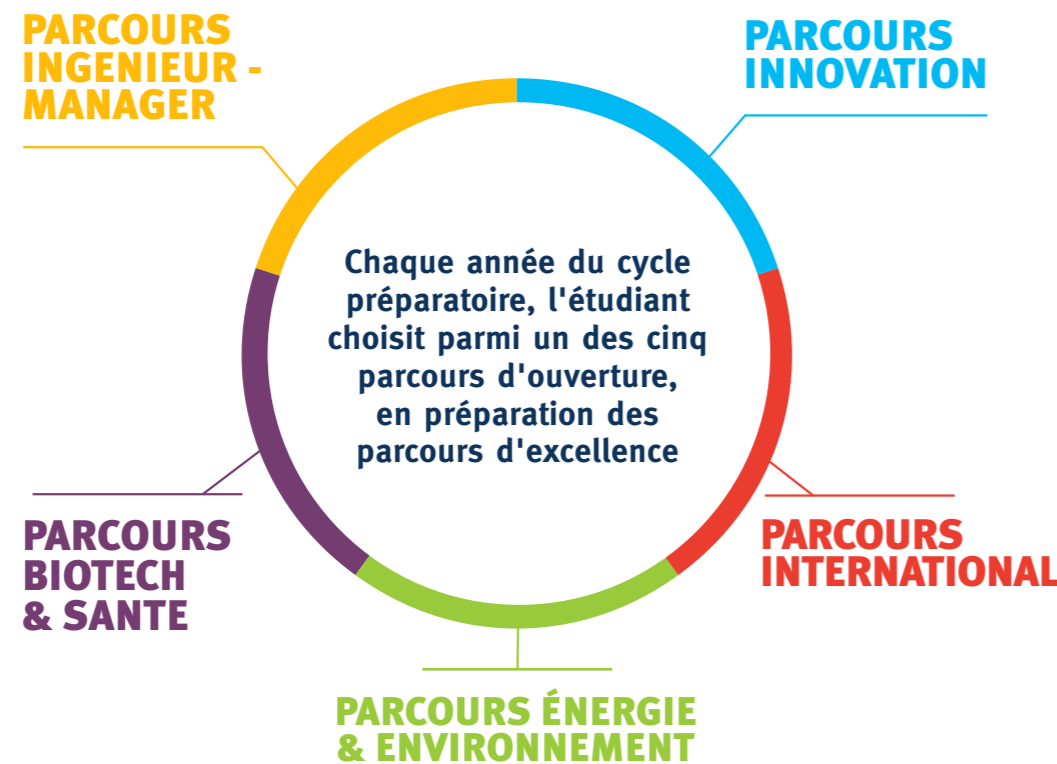 PARCOURS
INGENIEUR -
MANAGER
PARCOURS
INNOVATION
Chaque année du cycle
préparatoire, l'étudiant
choisit parmi un des cinq
parcours d'ouverture,
en préparation des
parcours d'excellence
PARCOURS
BIOTECH
& SANTE
PARCOURS
INTERNATIONAL
PARCOURS ÉNERGIE
& ENVIRONNEMENT